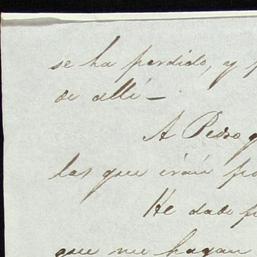 se ha perdido, y
de allí —
A Pedro
las que irán
He dado
que me hagan